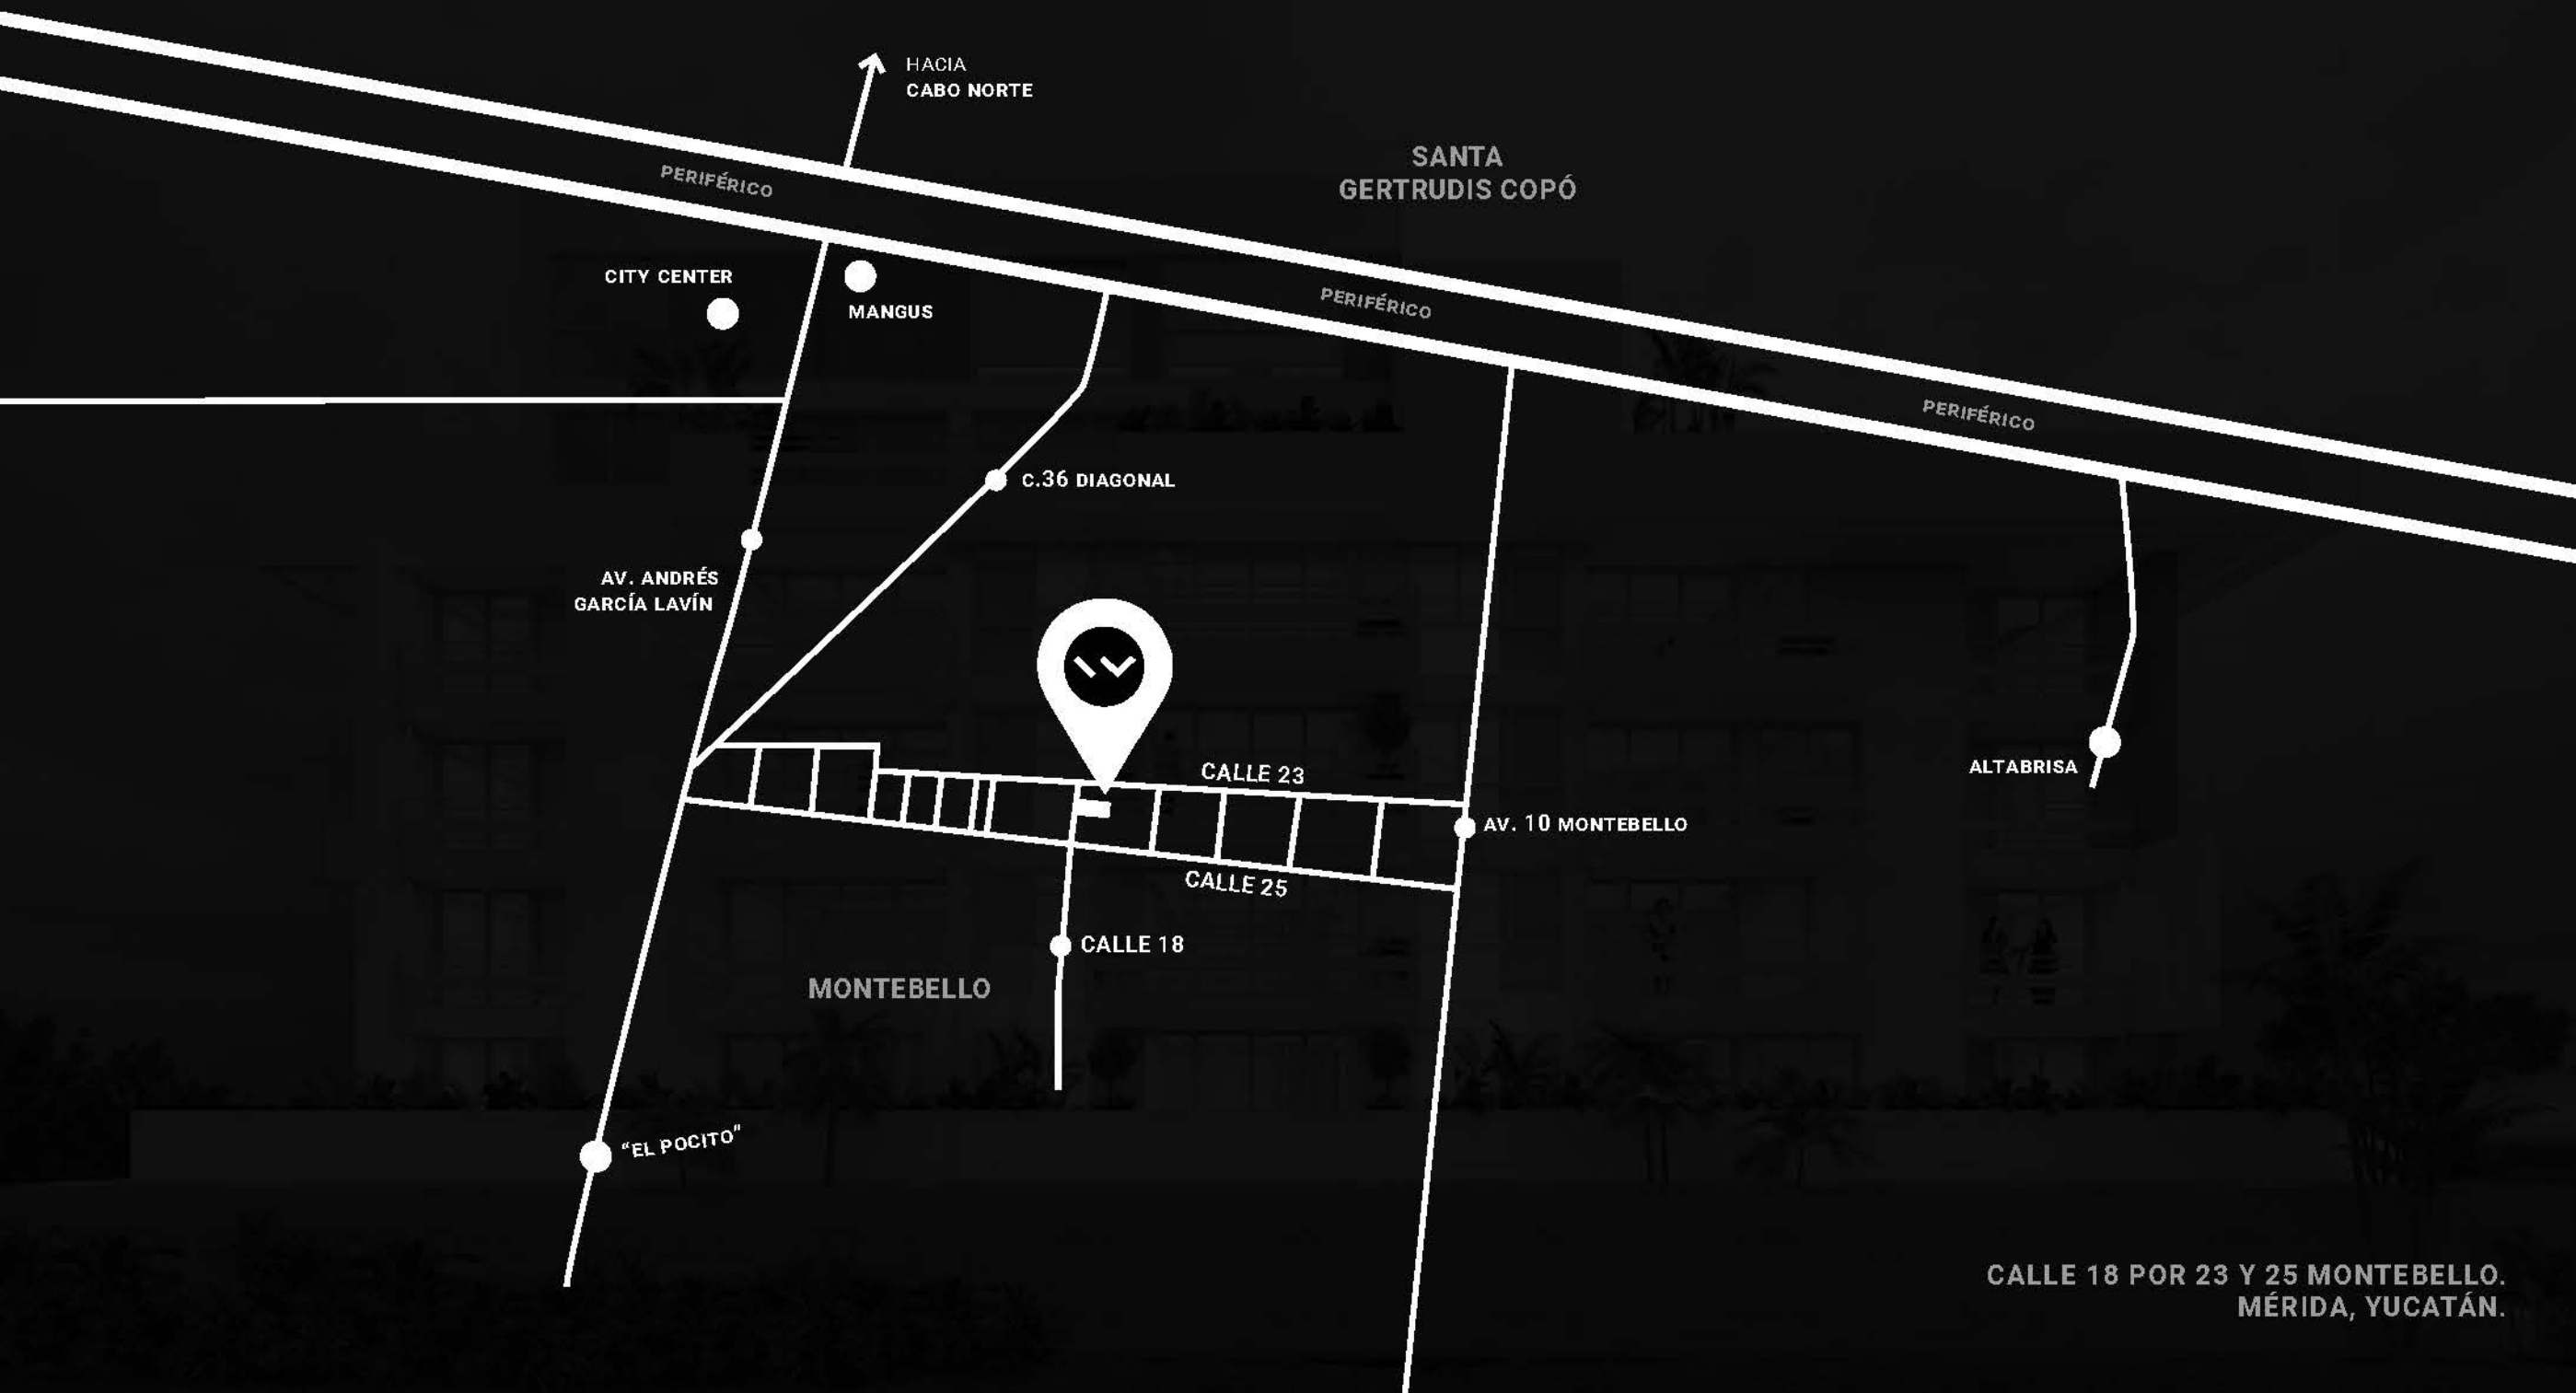 HACIA
CABO NORTE
SANTA
GERTRUDIS COPÓ
PERIFÉRICO
CITY CENTER
MANGUS
PERIFÉRICO
PERIFÉRICO
C.36 DIAGONAL
AV. ANDRÉS
GARCÍA LAVÍN
CALLE 23
ALTABRISA
AV. 10 MONTEBELLO
CALLE 25
CALLE 18
MONTEBELLO
“EL POCITO”
CALLE 18 POR 23 Y 25 MONTEBELLO.
MÉRIDA, YUCATÁN.